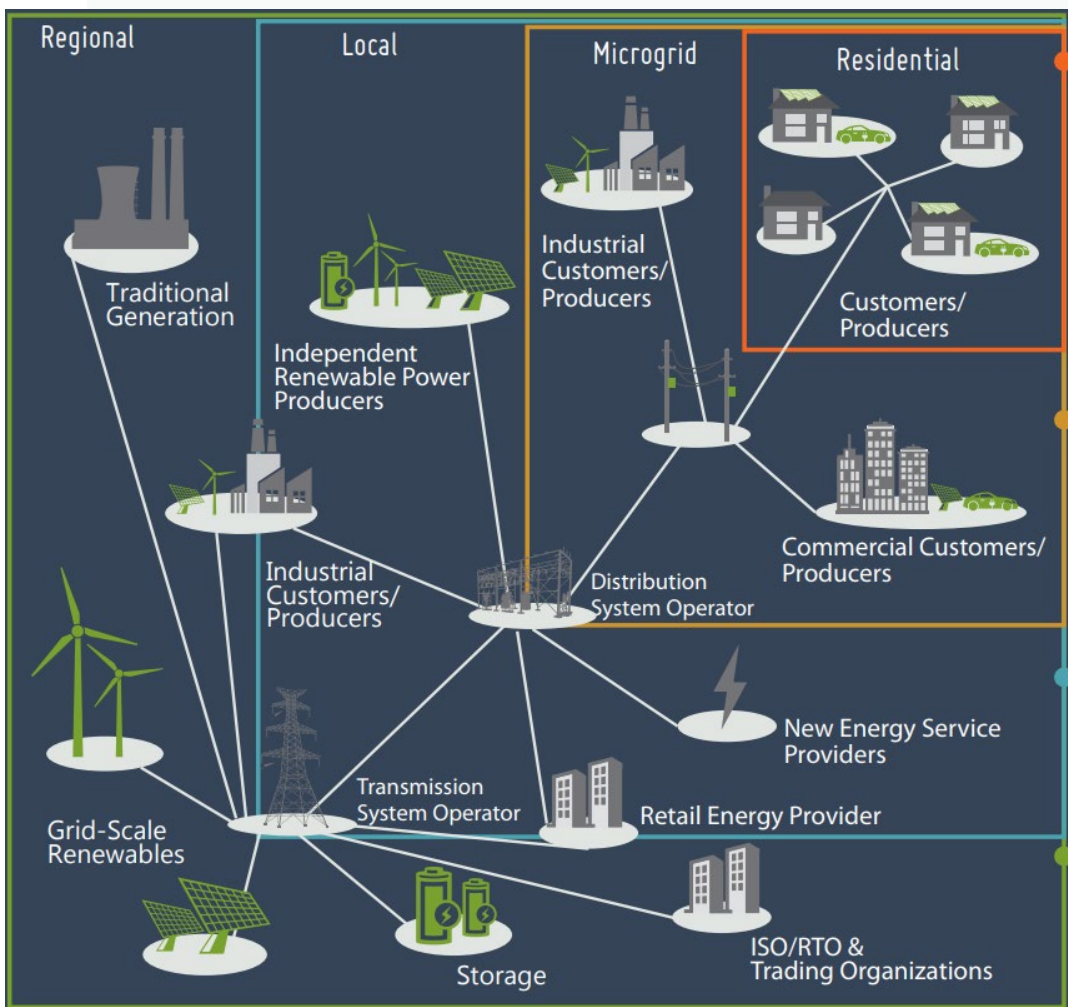 Regional
Local
Microgrid
Residential
Traditional
Generation
Independent
Renewable Power
Producers
Industrial
Customers/
Producers
Customers/
Producers
Commercial Customers/
Producers
Industrial
Customers/
Producers
Distribution
System Operator
New Energy Service
Providers
Transmission
System Operator
Retail Energy Provider
Grid-Scale
Renewables
Storage
ISO/RTO &
Trading Organizations